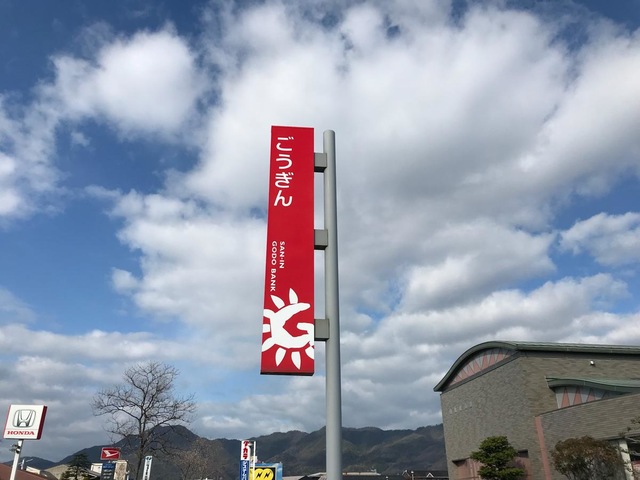 ごうぎん
SAN-IN
GODO BANK
HONDA